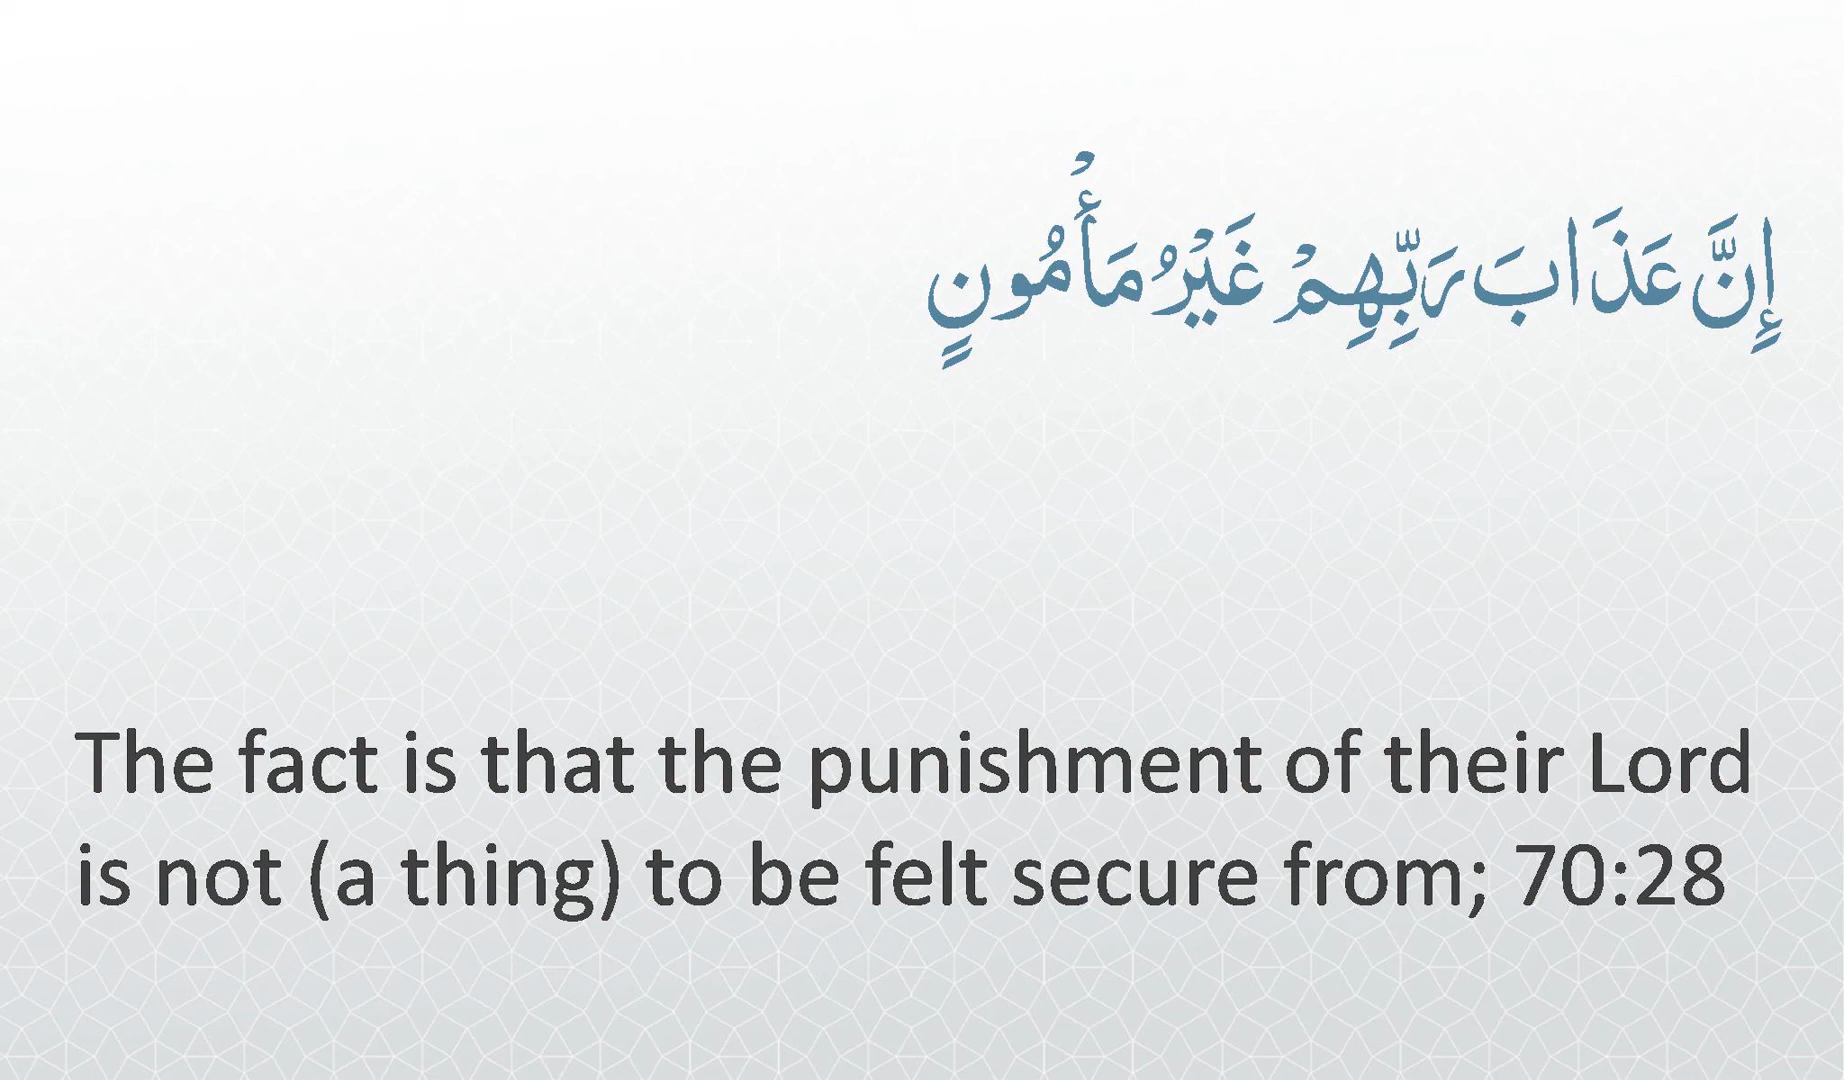 إِنَّ عَذَابَ رَبِّهِمْ غَيْرُ مَأْمُونٍ
The fact is that the punishment of their Lord
is not (a thing) to be felt secure from; 70:28